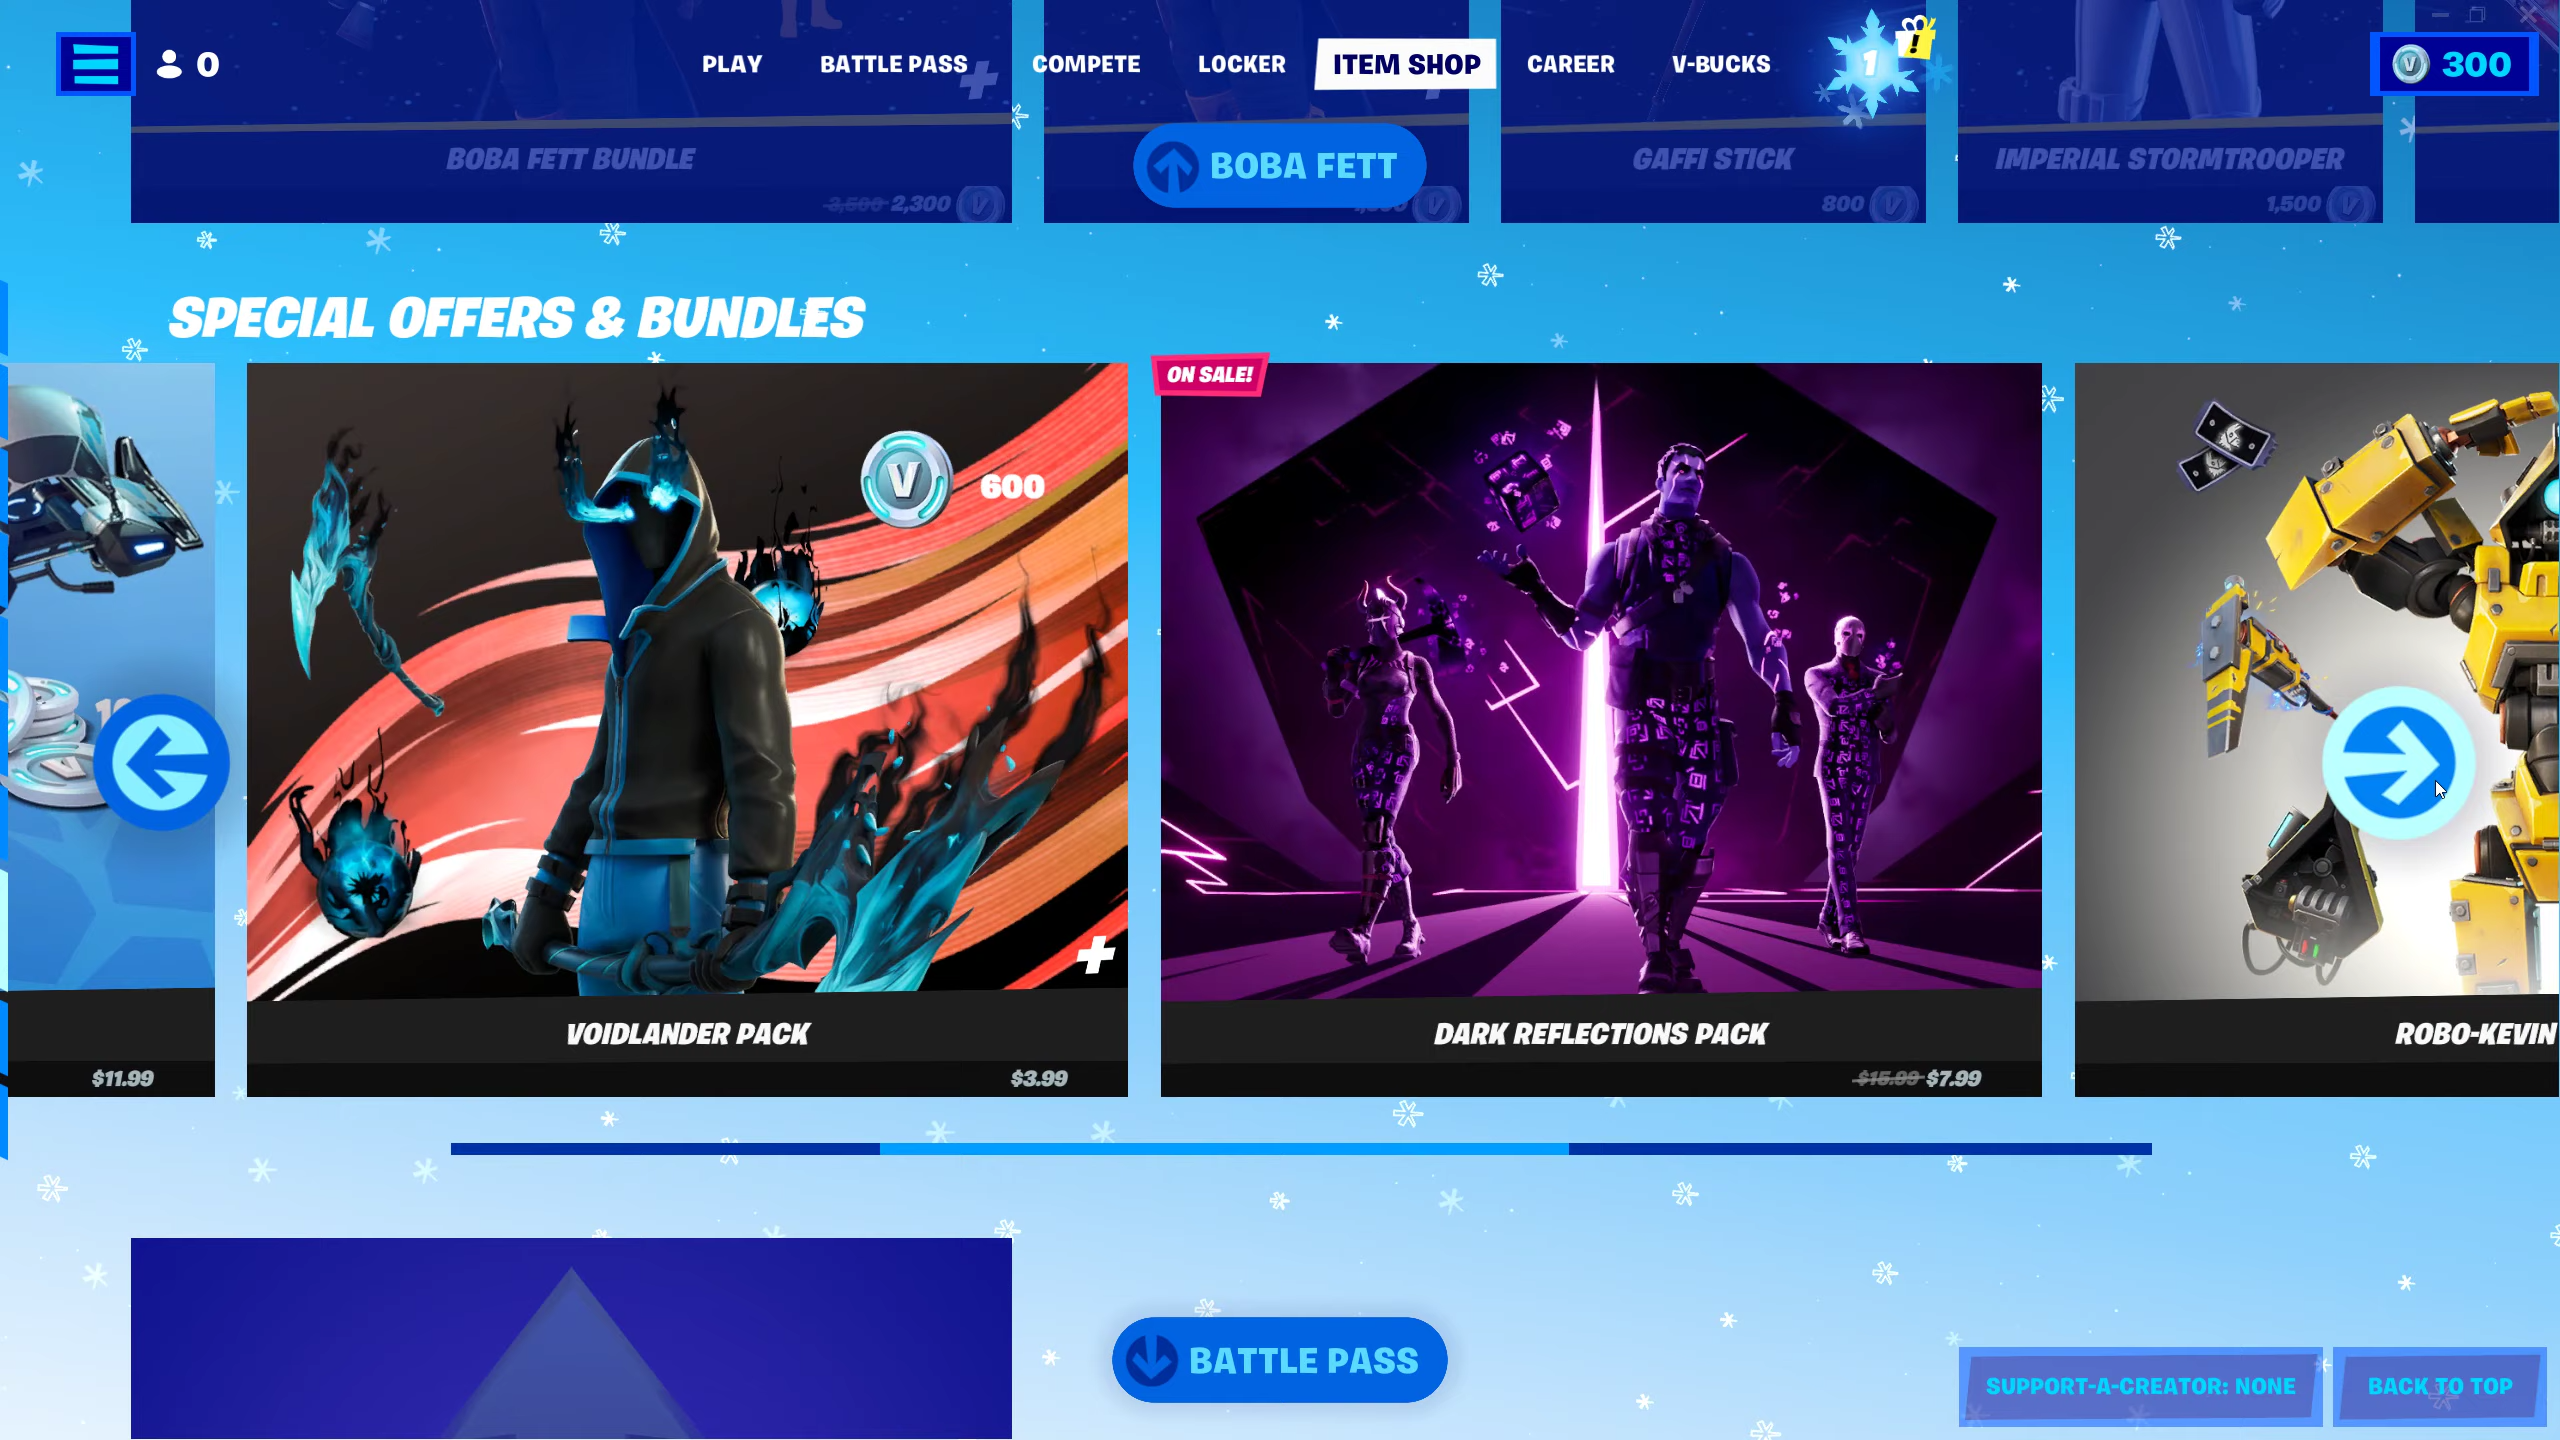 0
PLAY
BATTLE PASS
COMPETE
LOCKER
ITEM SHOP
CAREER
V-BUCKS
1
!
300
BOBA FETT BUNDLE
3,500 2,300
BOBA FETT
GAFFI STICK
800
IMPERIAL STORMTROOPER
1,500
SPECIAL OFFERS & BUNDLES
$11.99
600
VOIDLANDER PACK
$3.99
ON SALE!
DARK REFLECTIONS PACK
$15.99 $7.99
ROBO-KEVIN
BATTLE PASS
SUPPORT-A-CREATOR: NONE
BACK TO TOP